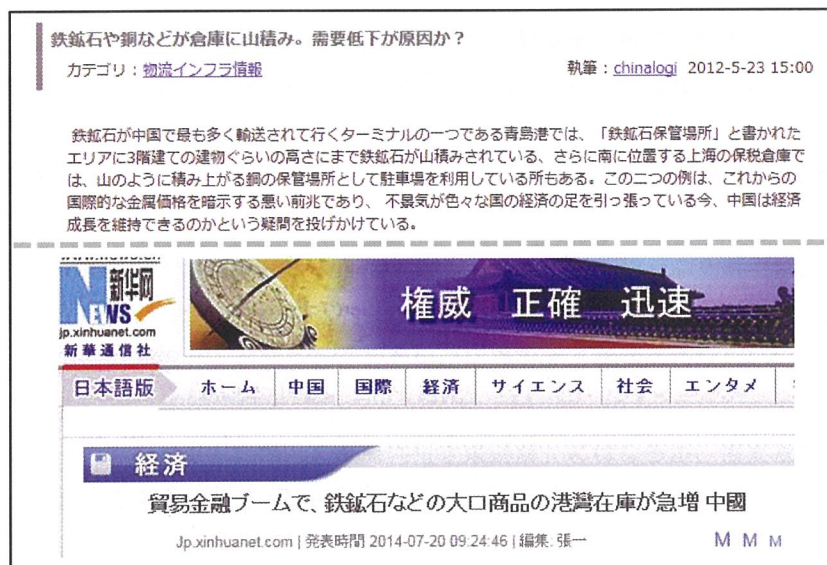 鉄鉱石や銅などが倉庫に山積み。需要低下が原因か？
カテゴリ：物流インフラ情報 執筆：chinalogi 2012-5-23 15:00
鉄鉱石が中国で最も多く輸送されて行くターミナルの一つである青島港では、「鉄鉱石保管場所」と書かれた
エリアに3階建ての建物ぐらいの高さにまで鉄鉱石が山積みされている、さらに南に位置する上海の保税倉庫で
は、山のように積み上がる銅の保管場所として駐車場を利用している所もある。この二つの例は、これからの
国際的な金属価格を暗示する悪い前兆であり、 不景気が色々な国の経済の足を引っ張っている今、中国は経済
成長を維持できるのかという疑問を投げかけている。
新华网
NEWS
jp.xinhuanet.com
新華通信社
権威 正確 迅速
日本語版 ホーム 中国 国際 経済 サイエンス 社会 エンタメ
経済
貿易金融ブームで、鉄鉱石などの大口商品の港灣在庫が急増 中國
Jp.xinhuanet.com | 発表時間 2014-07-20 09:24:46 | 編集: 張一 M M M